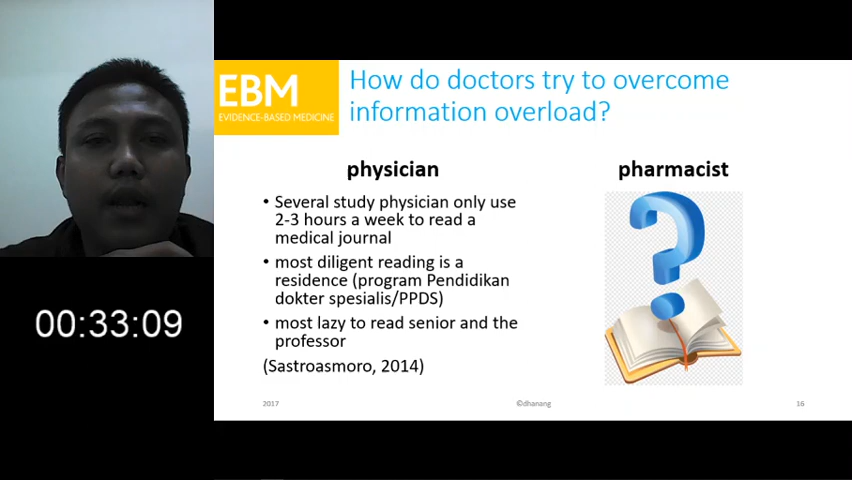 EBM
EVIDENCE-BASED MEDICINE
How do doctors try to overcome
information overload?
physician
• Several study physician only use
2-3 hours a week to read a
medical journal
• most diligent reading is a
residence (program Pendidikan
dokter spesialis/PPDS)
• most lazy to read senior and the
professor
(Sastroasmoro, 2014)
pharmacist
00:33:09
2017
©dhanang
16